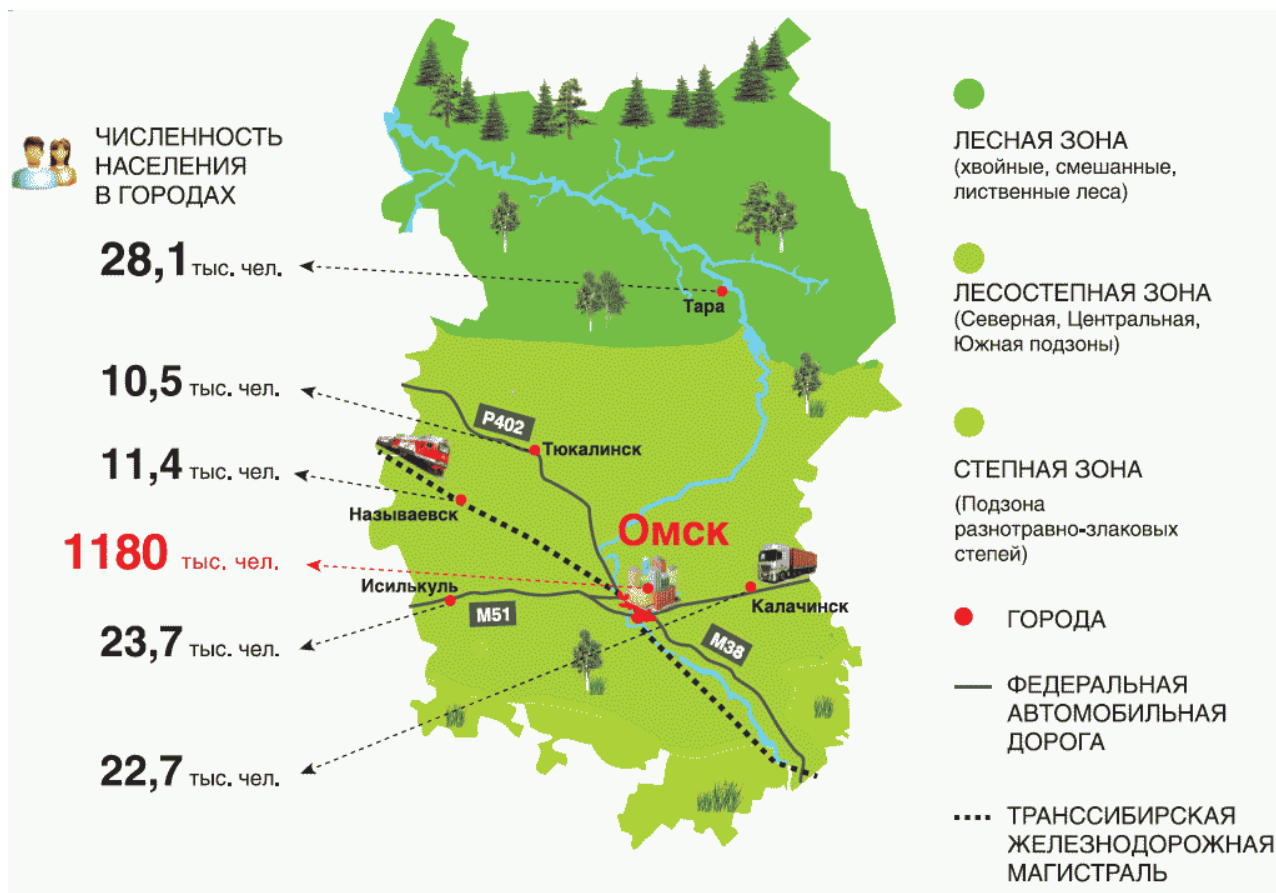 ЧИСЛЕННОСТЬ
НАСЕЛЕНИЯ
В ГОРОДАХ
28,1 тыс. чел.
10,5 тыс. чел.
11,4 тыс. чел.
1180 тыс. чел.
23,7 тыс. чел.
22,7 тыс. чел.
Тара
Р402
Тюкалинск
Называевск
Омск
Исилькуль
М51
Калачинск
М38
ЛЕСНАЯ ЗОНА
(хвойные, смешанные,
лиственные леса)
ЛЕСОСТЕПНАЯ ЗОНА
(Северная, Центральная,
Южная подзоны)
СТЕПНАЯ ЗОНА
(Подзона
разнотравно-злаковых
степей)
ГОРОДА
ФЕДЕРАЛЬНАЯ
АВТОМОБИЛЬНАЯ
ДОРОГА
ТРАНССИБИРСКАЯ
ЖЕЛЕЗНОДОРОЖНАЯ
МАГИСТРАЛЬ